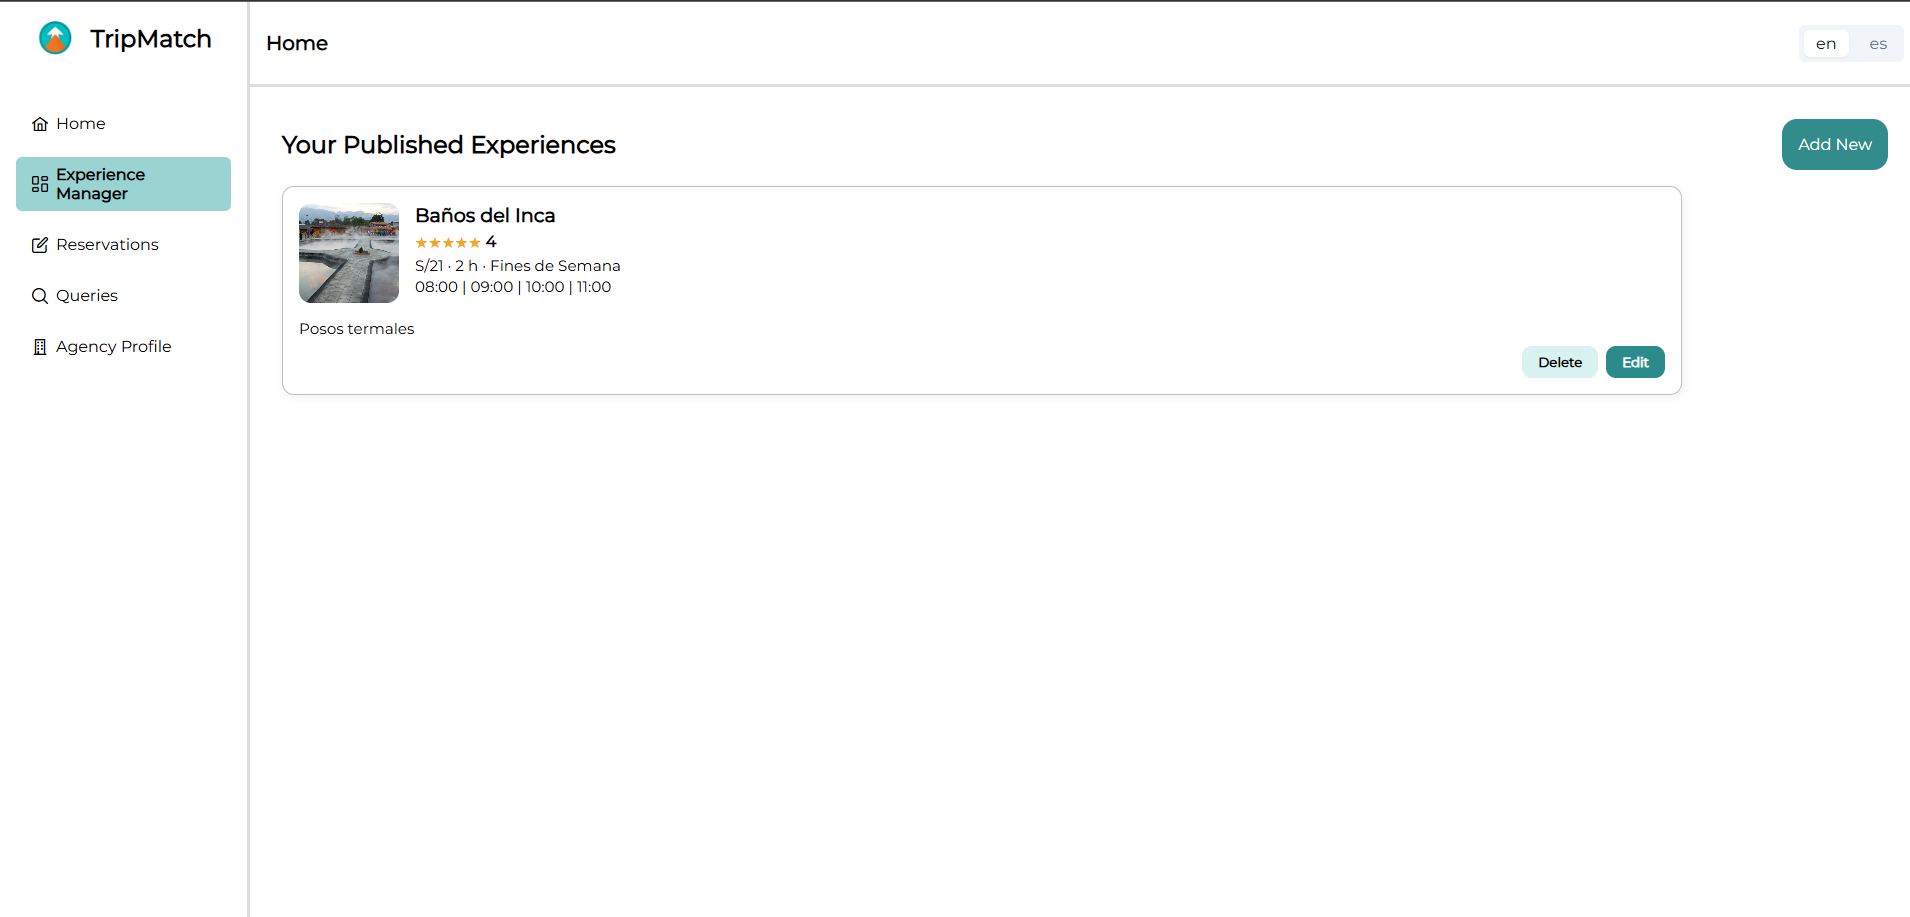 TripMatch
Home
en
es
Home
Experience
Manager
Reservations
Queries
Agency Profile
Your Published Experiences
Add New
Baños del Inca
★★★★★ 4
S/21 · 2 h · Fines de Semana
08:00 | 09:00 | 10:00 | 11:00
Posos termales
Delete
Edit